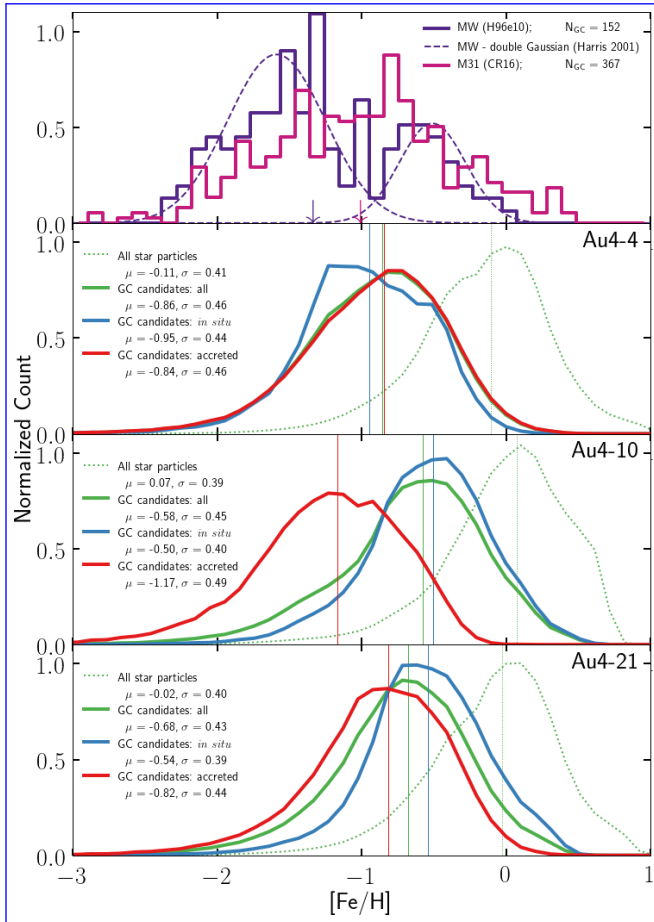 Normalized Count
1.0
0.5
0.0
MW (H96e10); N_GC = 152
MW - double Gaussian (Harris 2001)
M31 (CR16); N_GC = 367
1.0
0.5
0.0
Au4-4
All star particles
μ = -0.11, σ = 0.41
GC candidates: all
μ = -0.86, σ = 0.46
GC candidates: in situ
μ = -0.95, σ = 0.44
GC candidates: accreted
μ = -0.84, σ = 0.46
1.0
0.5
0.0
Au4-10
All star particles
μ = 0.07, σ = 0.39
GC candidates: all
μ = -0.58, σ = 0.45
GC candidates: in situ
μ = -0.50, σ = 0.40
GC candidates: accreted
μ = -1.17, σ = 0.49
1.0
0.5
0.0
Au4-21
All star particles
μ = -0.02, σ = 0.40
GC candidates: all
μ = -0.68, σ = 0.43
GC candidates: in situ
μ = -0.54, σ = 0.39
GC candidates: accreted
μ = -0.82, σ = 0.44
−3 −2 −1 0 1
[Fe/H]